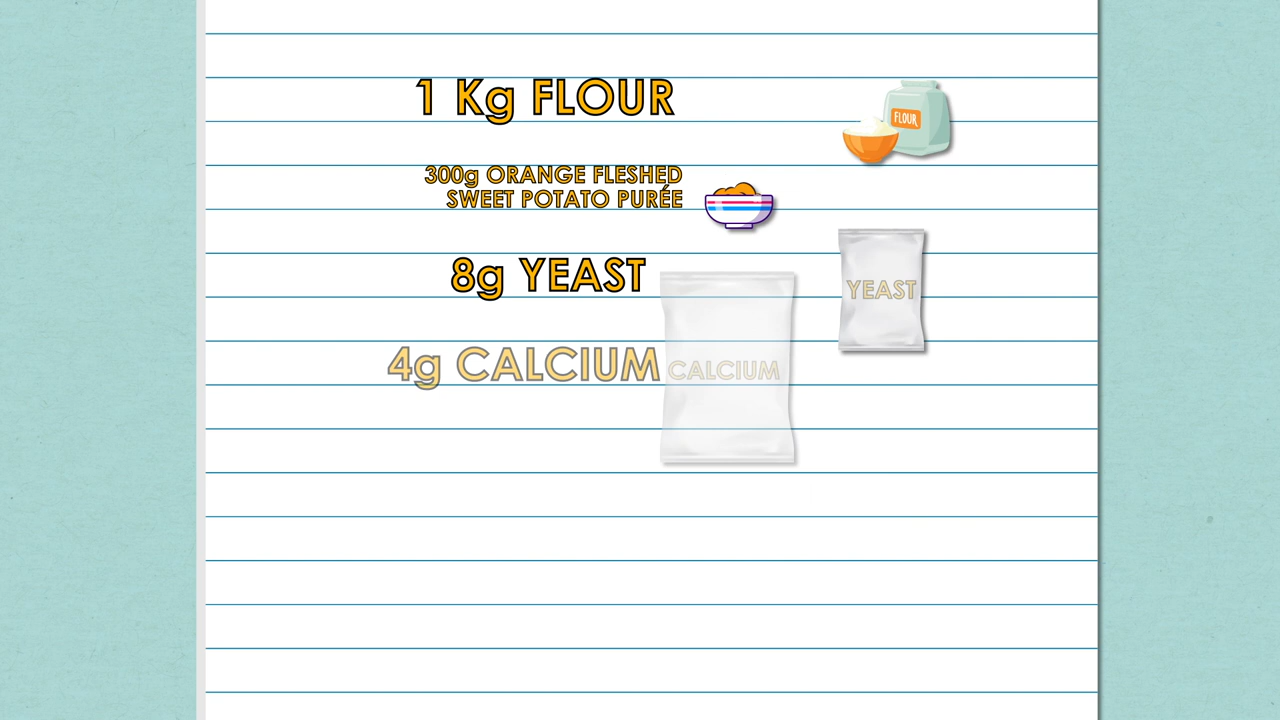 1 Kg FLOUR
FLOUR
300g ORANGE FLESHED
SWEET POTATO PURÉE
8g YEAST
YEAST
4g CALCIUM
CALCIUM